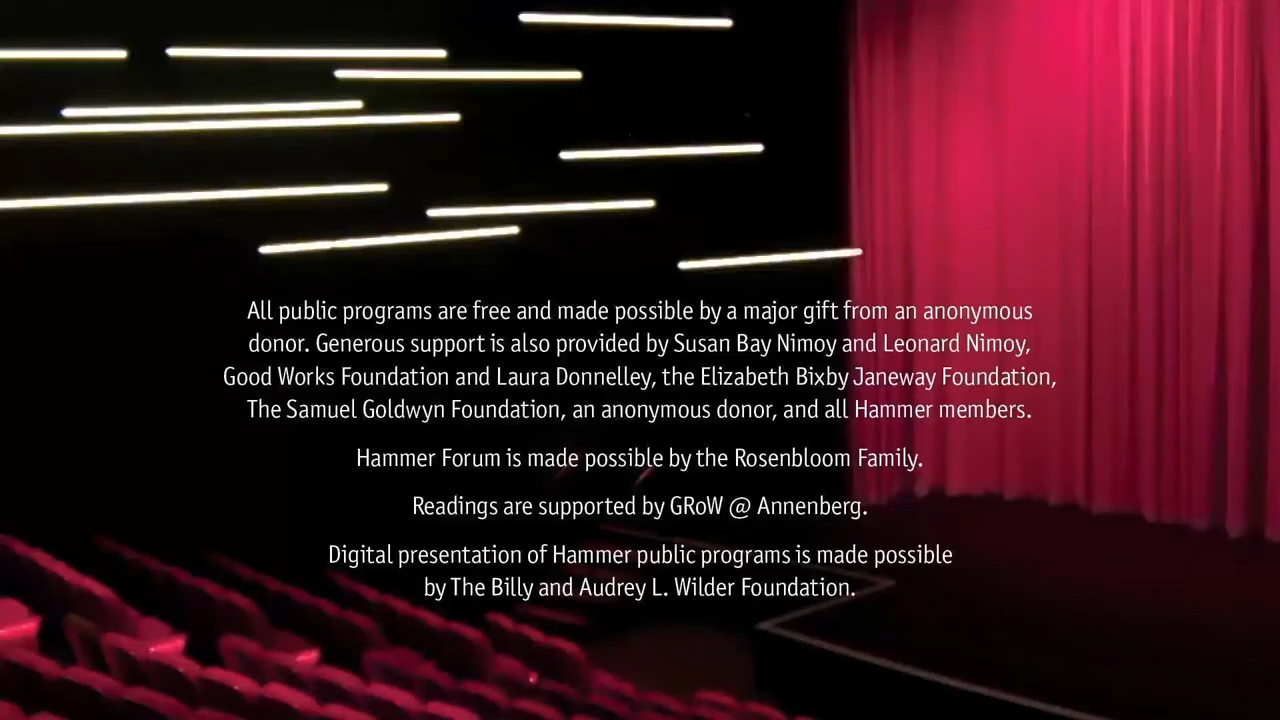 All public programs are free and made possible by a major gift from an anonymous
donor. Generous support is also provided by Susan Bay Nimoy and Leonard Nimoy,
Good Works Foundation and Laura Donnelley, the Elizabeth Bixby Janeway Foundation,
The Samuel Goldwyn Foundation, an anonymous donor, and all Hammer members.
Hammer Forum is made possible by the Rosenbloom Family.
Readings are supported by GRoW @ Annenberg.
Digital presentation of Hammer public programs is made possible
by The Billy and Audrey L. Wilder Foundation.